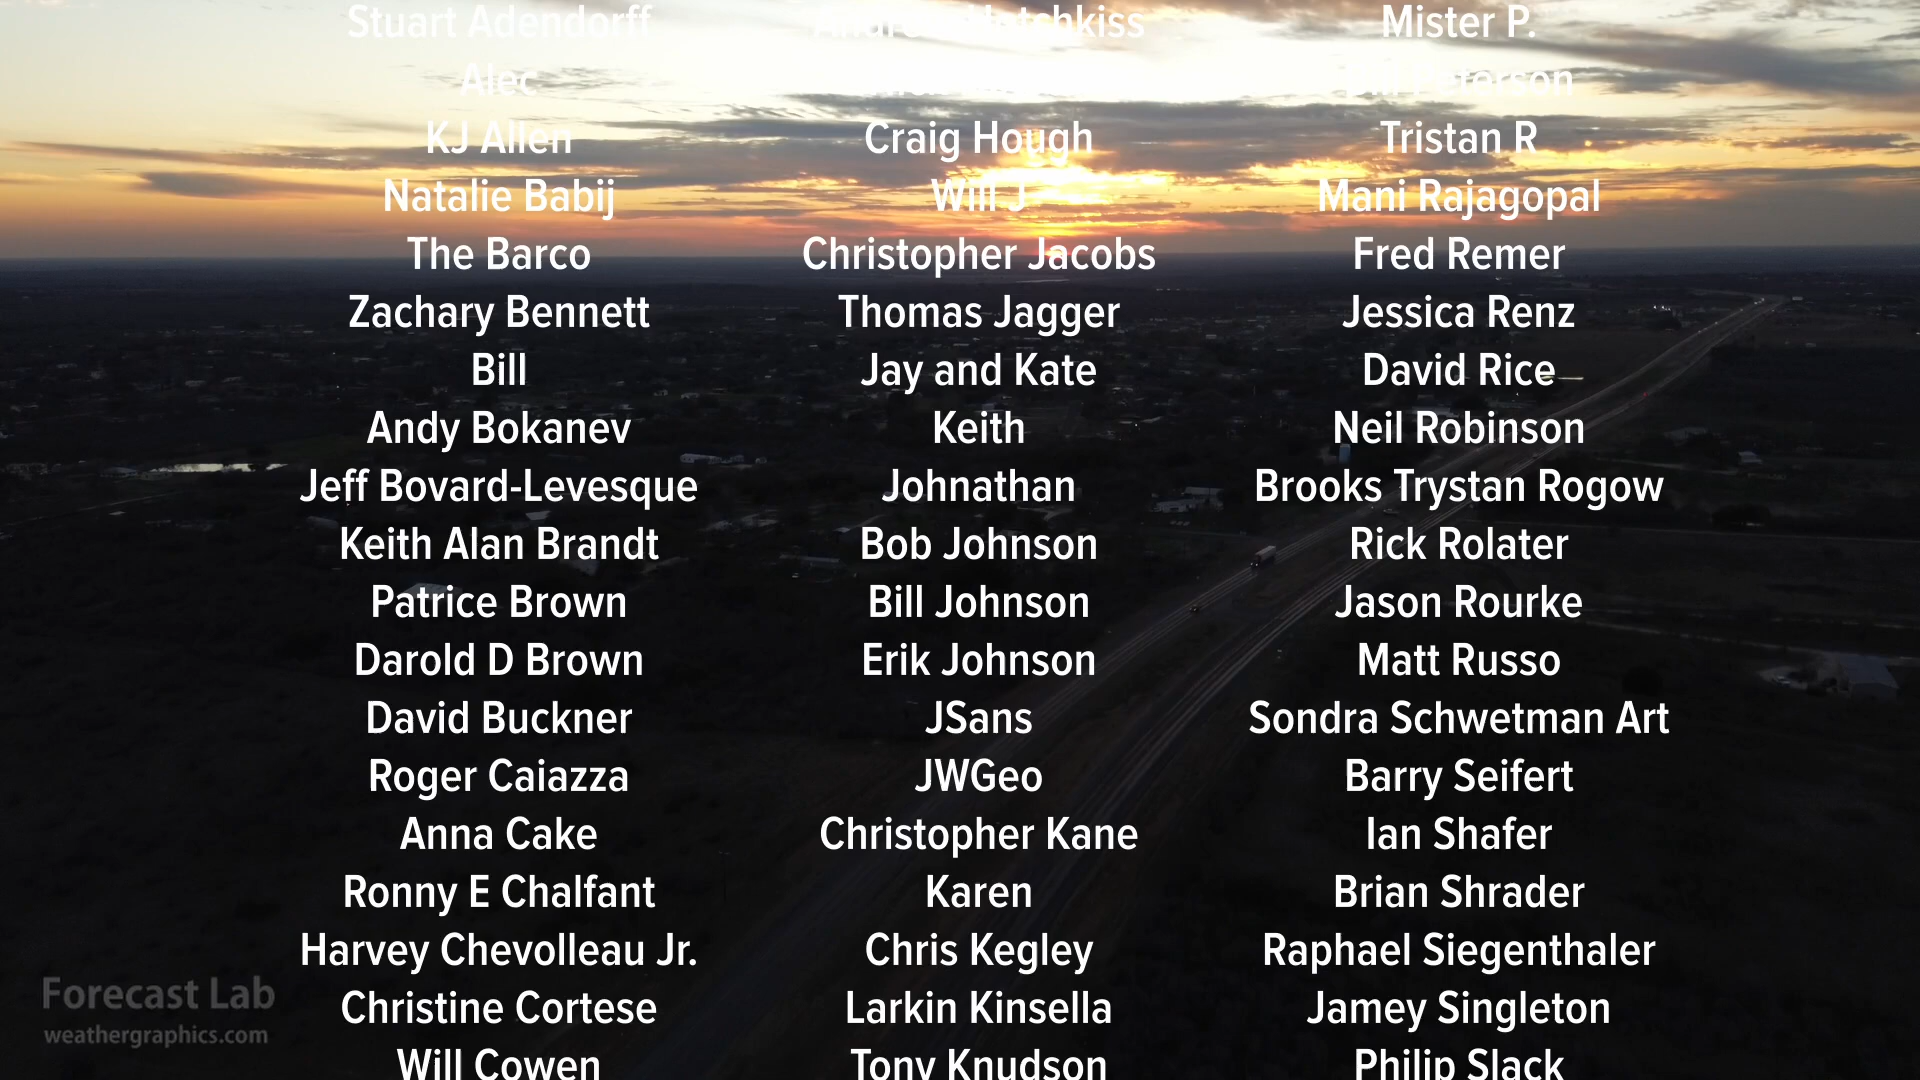 Stuart Adendorff
Alec
KJ Allen
Natalie Babij
The Barco
Zachary Bennett
Bill
Andy Bokanev
Jeff Bovard-Levesque
Keith Alan Brandt
Patrice Brown
Darold D Brown
David Buckner
Roger Caiazza
Anna Cake
Ronny E Chalfant
Harvey Chevolleau Jr.
Christine Cortese
Will Cowen
Craig Hough
Will J
Christopher Jacobs
Thomas Jagger
Jay and Kate
Keith
Johnathan
Bob Johnson
Bill Johnson
Erik Johnson
JSans
JWGeo
Christopher Kane
Karen
Chris Kegley
Larkin Kinsella
Tony Knudson
Mister P.
Peterson
Tristan R
Mani Rajagopal
Fred Remer
Jessica Renz
David Rice
Neil Robinson
Brooks Trystan Rogow
Rick Rolater
Jason Rourke
Matt Russo
Sondra Schwetman Art
Barry Seifert
Ian Shafer
Brian Shrader
Raphael Siegenthaler
Jamey Singleton
Philip Slack
Forecast Lab
weathergraphics.com